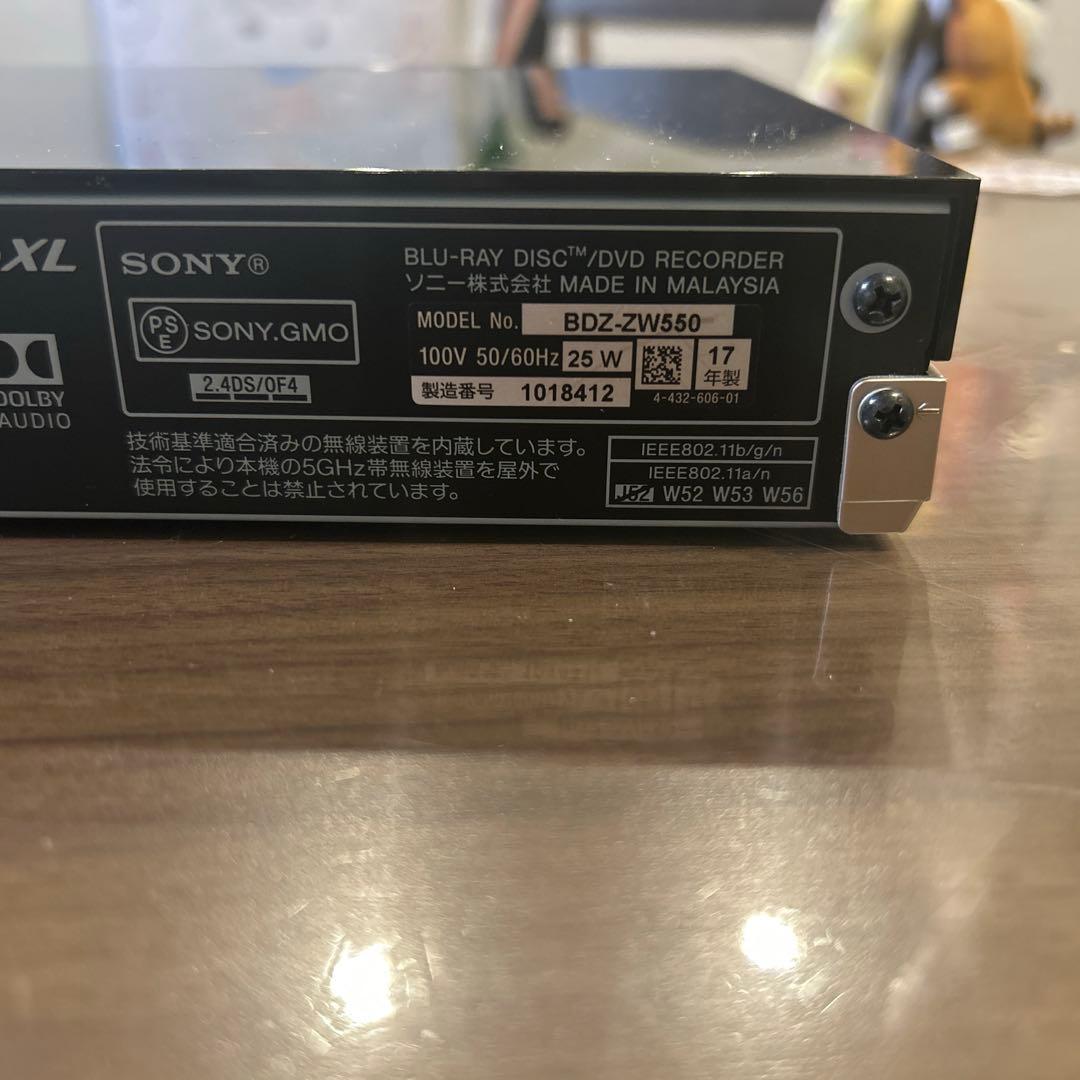 XL
SONY®
BLU-RAY DISC™/DVD RECORDER
ソニー株式会社 MADE IN MALAYSIA
PSE SONY.GMO
MODEL No. BDZ-ZW550
100V 50/60Hz 25 W
17年製
2.4DS/OF4
製造番号 1018412
4-432-606-01
DOLBY
AUDIO
技術基準適合済みの無線装置を内蔵しています。
法令により本機の5GHz帯無線装置を屋外で
使用することは禁止されています。
IEEE802.11b/g/n
IEEE802.11a/n
J52 W52 W53 W56